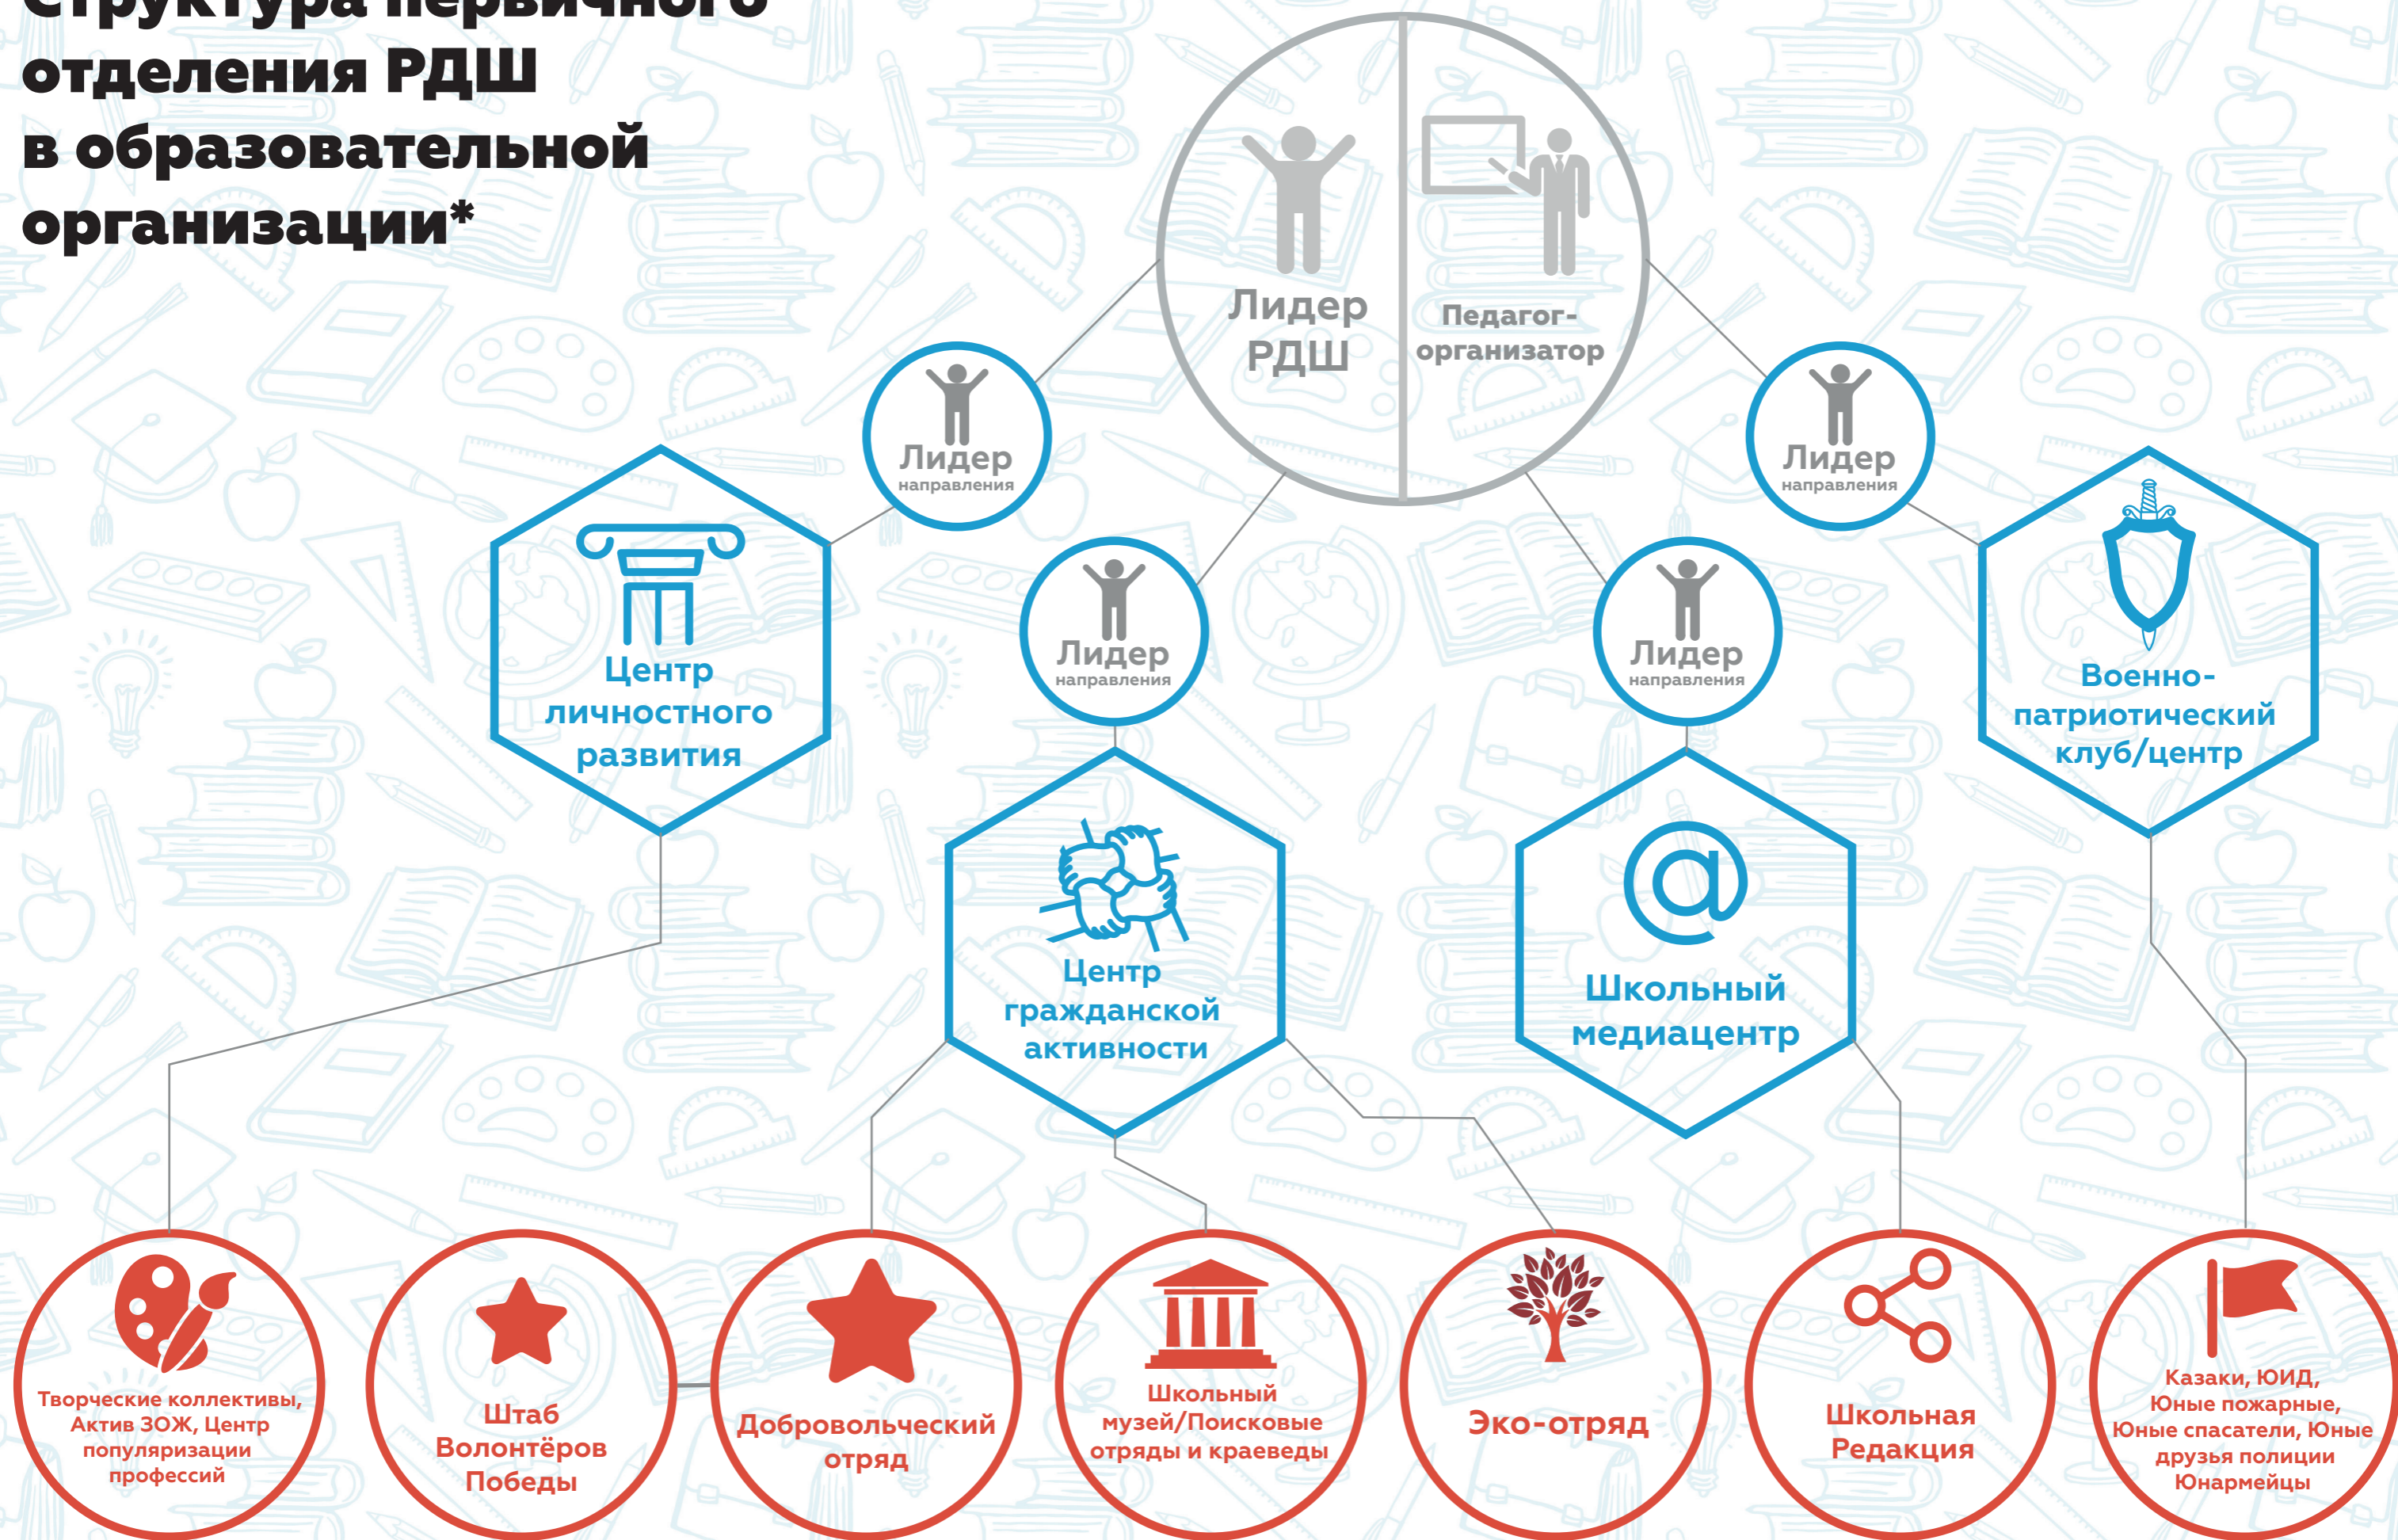 Структура первичного
отделения РДШ
в образовательной
организации*
Лидер
РДШ
Педагог-
организатор
Лидер
направления
Лидер
направления
Лидер
направления
Лидер
направления
Центр
личностного
развития
Военно-
патриотический
клуб/центр
Центр
гражданской
активности
Школьный
медиацентр
Творческие коллективы,
Актив ЗОЖ, Центр
популяризации
профессий
Штаб
Волонтёров
Победы
Добровольческий
отряд
Школьный
музей/Поисковые
отряды и краеведы
Эко-отряд
Школьная
Редакция
Казаки, ЮИД,
Юные пожарные,
Юные спасатели, Юные
друзья полиции
Юнармейцы